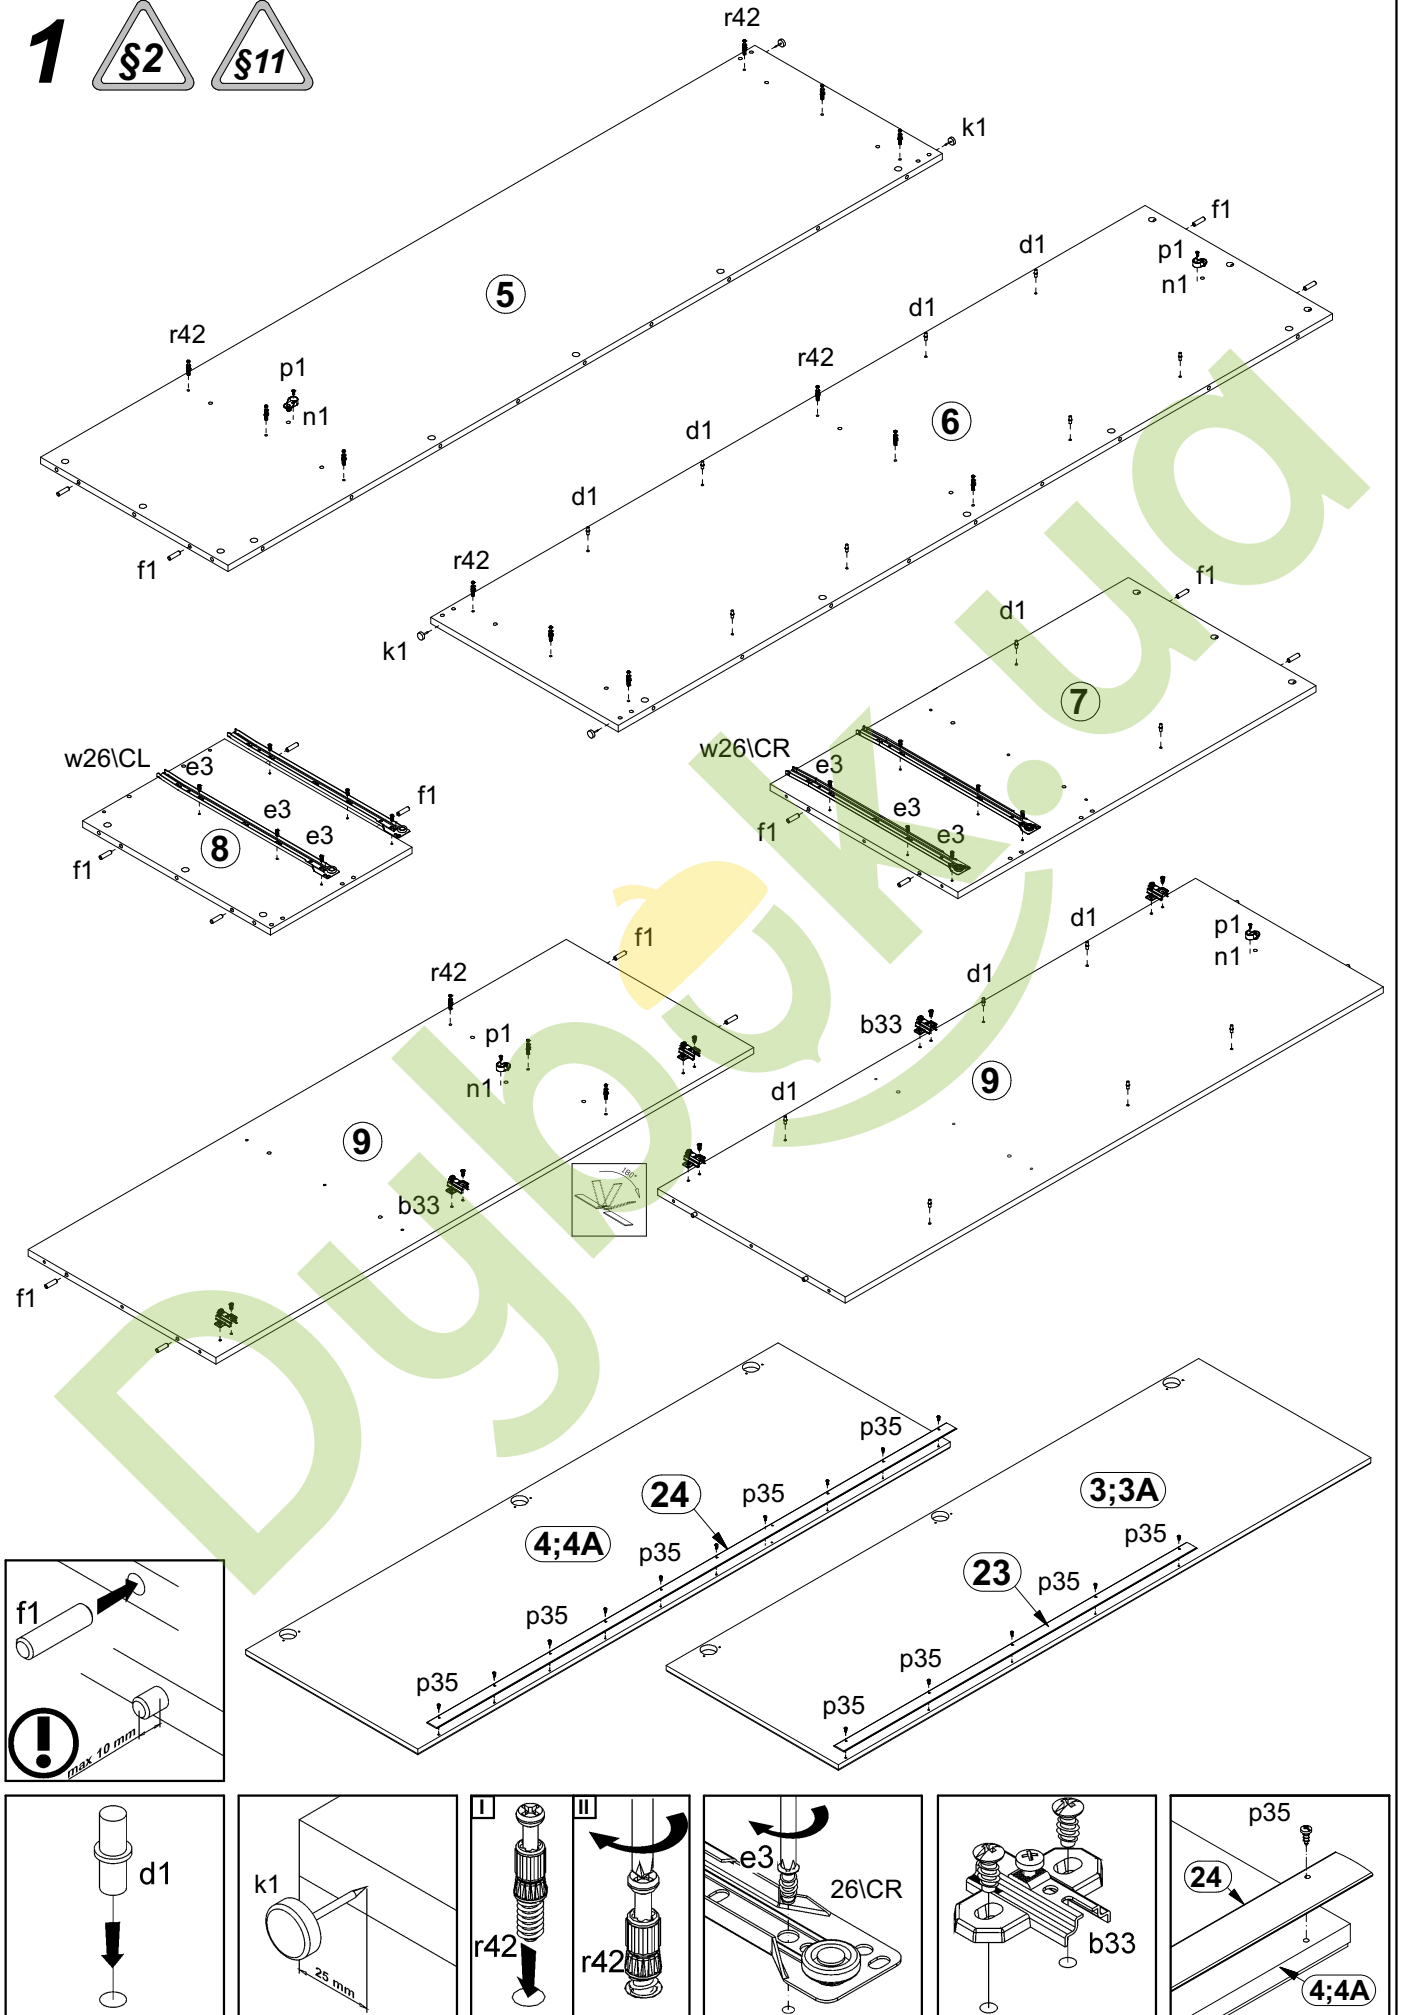 1 §2 §11
r42
k1
f1
d1
p1
n1
5
d1
r42
p1
n1
r42
6
d1
d1
r42
f1
k1
f1
d1
7
w26\CL
e3
e3
e3
f1
8
f1
w26\CR
e3
e3
e3
f1
f1
r42
p1
n1
9
b33
f1
d1
p1
n1
d1
b33
9
d1
180°
p35
24
p35
4;4A
p35
p35
p35
3;3A
p35
23
p35
p35
p35
f1
max 10 mm
d1
k1
25 mm
I
r42
II
r42
e3
26\CR
b33
p35
24
4;4A
Dybok.ua